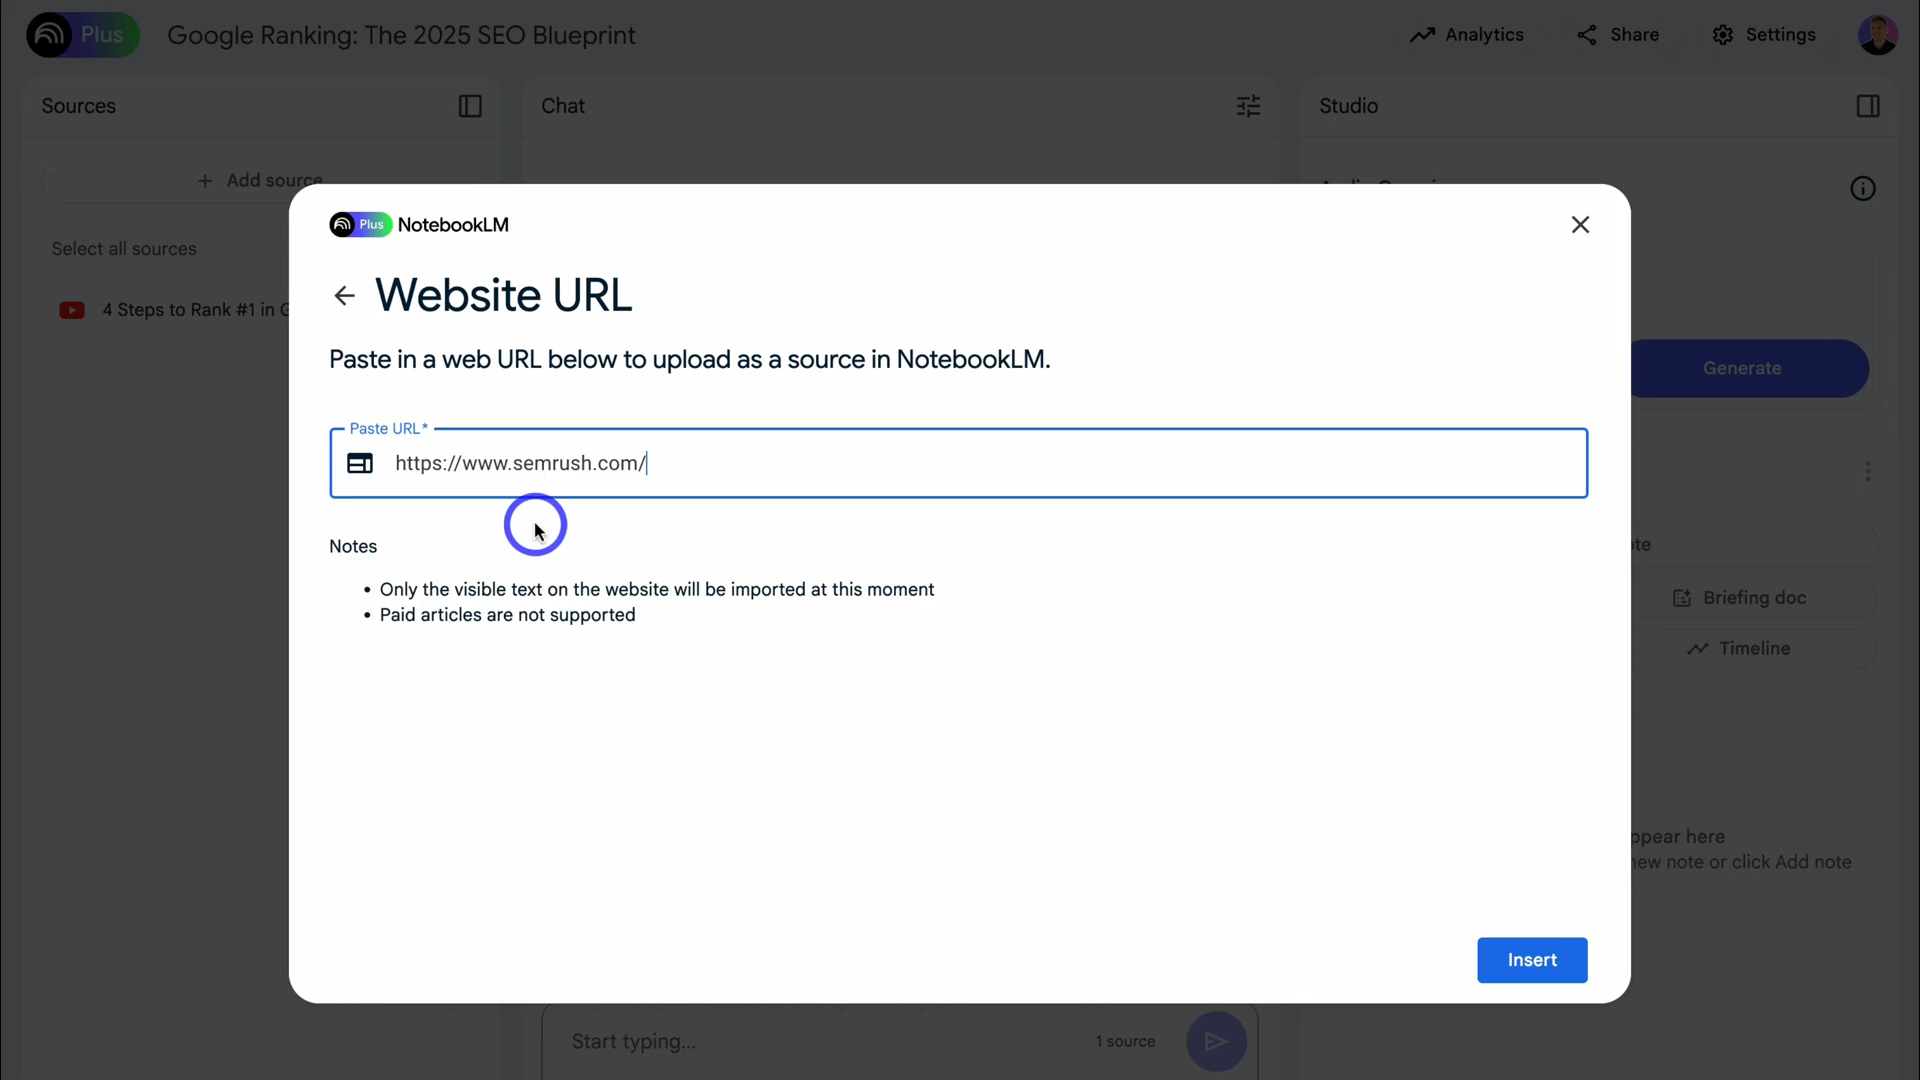 Plus
Google Ranking: The 2025 SEO Blueprint
Analytics
Share
Settings
Sources
Chat
Studio
+ Add source
Select all sources
4 Steps to Rank #1 in G
Generate
Briefing doc
Timeline
ppear here
new note or click Add note
Plus NotebookLM
Website URL
Paste in a web URL below to upload as a source in NotebookLM.
Paste URL*
https://www.semrush.com/
Notes
• Only the visible text on the website will be imported at this moment
• Paid articles are not supported
Insert
Start typing...
1 source